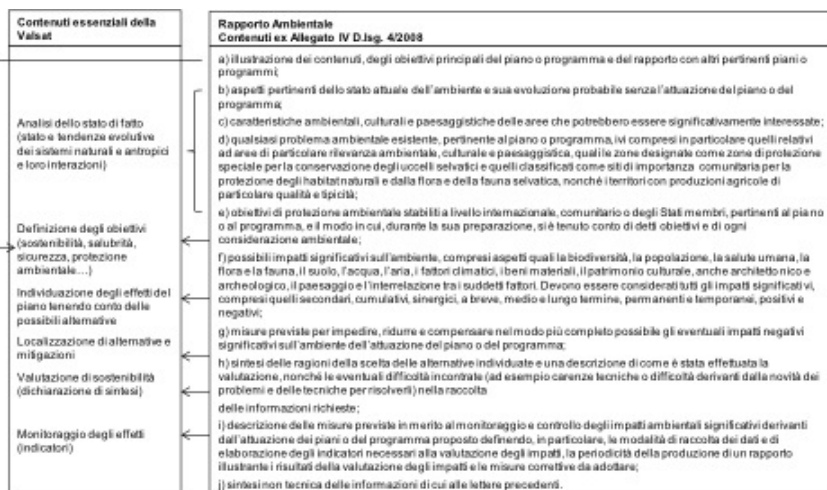 Contenuti essenziali della
Valsat
Analisi dello stato di fatto
(stato e tendenze evolutive
dei sistemi naturali e antropici
e loro interazioni)
Definizione degli obiettivi
(sostenibilità, salubrità,
sicurezza, protezione
ambientale…)
Individuazione degli effetti del
piano tenendo conto delle
possibili alternative
Localizzazione di alternative e
mitigazioni
Valutazione di sostenibilità
(dichiarazione di sintesi)
Monitoraggio degli effetti
(indicatori)
Rapporto Ambientale
Contenuti ex Allegato IV D.lsg. 4/2008
a) illustrazione dei contenuti, degli obiettivi principali del piano o programma e del rapporto con altri pertinenti piani o
programmi;
b) aspetti pertinenti dello stato attuale dell'ambiente e sua evoluzione probabile senza l'attuazione del piano o del
programma;
c) caratteristiche ambientali, culturali e paesaggistiche delle aree che potrebbero essere significativamente interessate;
d) qualsiasi problema ambientale esistente, pertinente al piano o programma, ivi compresi in particolare quelli relativi
ad aree di particolare rilevanza ambientale, culturale e paesaggistica, quali le zone designate come zone di protezione
speciale per la conservazione degli uccelli selvatici e quelli classificati come siti di importanza comunitaria per la
protezione degli habitat naturali e dalla flora e della fauna selvatica, nonché i territori con produzioni agricole di
particolare qualità e tipicità;
e) obiettivi di protezione ambientale stabiliti a livello internazionale, comunitario o degli Stati membri, pertinenti al piano
o al programma, e il modo in cui, durante la sua preparazione, si è tenuto conto di detti obiettivi e di ogni
considerazione ambientale;
f) possibili impatti significativi sull'ambiente, compresi aspetti quali la biodiversità, la popolazione, la salute umana, la
flora e la fauna, il suolo, l'acqua, l'aria, i fattori climatici, i beni materiali, il patrimonio culturale, anche architettonico e
archeologico, il paesaggio e l'interrelazione tra i suddetti fattori. Devono essere considerati tutti gli impatti significativi,
compresi quelli secondari, cumulativi, sinergici, a breve, medio e lungo termine, permanenti e temporanei, positivi e
negativi;
g) misure previste per impedire, ridurre e compensare nel modo più completo possibile gli eventuali impatti negativi
significativi sull'ambiente dell'attuazione del piano o del programma;
h) sintesi delle ragioni della scelta delle alternative individuate e una descrizione di come è stata effettuata la
valutazione, nonché le eventuali difficoltà incontrate (ad esempio carenze tecniche o difficoltà derivanti dalla novità dei
problemi e delle tecniche per risolverli) nella raccolta
delle informazioni richieste;
i) descrizione delle misure previste in merito al monitoraggio e controllo degli impatti ambientali significativi derivanti
dall'attuazione dei piani o del programma proposto definendo, in particolare, le modalità di raccolta dei dati e di
elaborazione degli indicatori necessari alla valutazione degli impatti, la periodicità della produzione di un rapporto
illustrante i risultati della valutazione degli impatti e le misure correttive da adottare;
j) sintesi non tecnica delle informazioni di cui alle lettere precedenti.